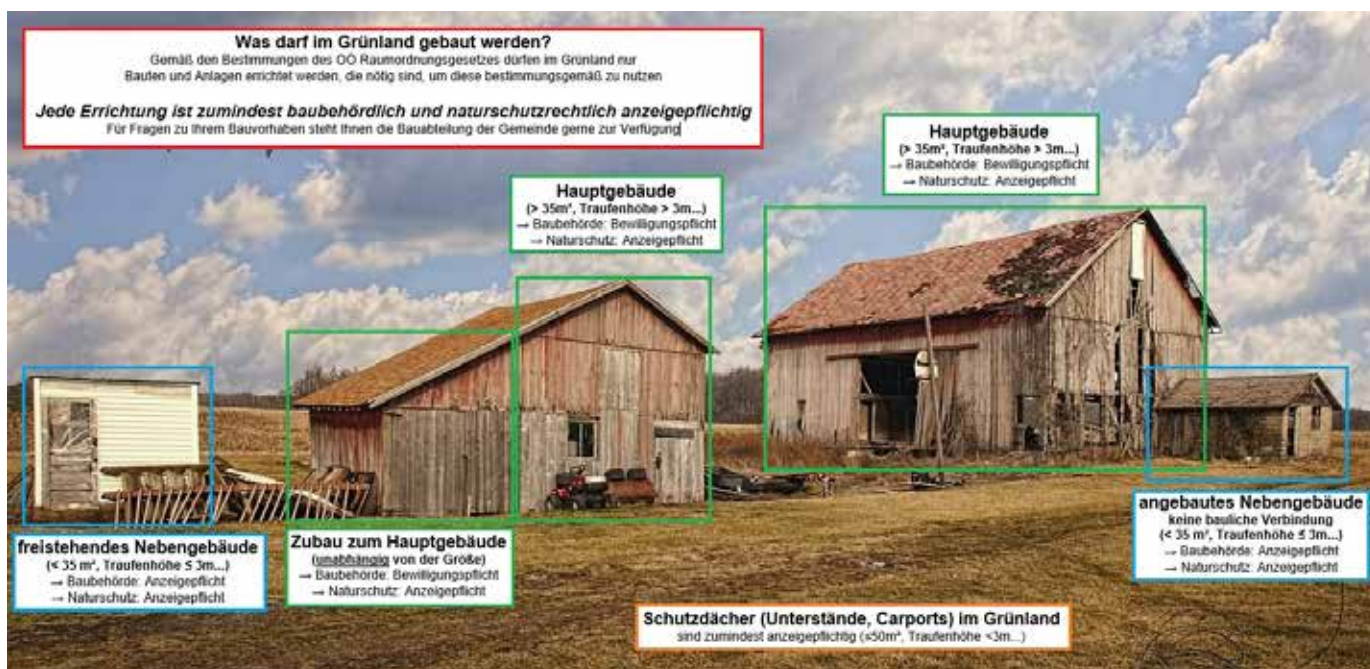 Was darf im Grünland gebaut werden?
Gemäß den Bestimmungen des OÖ Raumordnungsgesetzes dürfen im Grünland nur
Bauten und Anlagen errichtet werden, die nötig sind, um diese bestimmungsgemäß zu nutzen
Jede Errichtung ist zumindest baubehördlich und naturschutzrechtlich anzeigepflichtig
Für Fragen zu Ihrem Bauvorhaben steht Ihnen die Bauabteilung der Gemeinde gerne zur Verfügung
Hauptgebäude
(> 35m², Traufenhöhe > 3m...)
→ Baubehörde: Bewilligungspflicht
→ Naturschutz: Anzeigepflicht
Hauptgebäude
(> 35m², Traufenhöhe > 3m...)
→ Baubehörde: Bewilligungspflicht
→ Naturschutz: Anzeigepflicht
freistehendes Nebengebäude
(< 35 m², Traufenhöhe ≤ 3m...)
→ Baubehörde: Anzeigepflicht
→ Naturschutz: Anzeigepflicht
Zubau zum Hauptgebäude
(unabhängig von der Größe)
→ Baubehörde: Bewilligungspflicht
→ Naturschutz: Anzeigepflicht
angebautes Nebengebäude
keine bauliche Verbindung
(< 35 m², Traufenhöhe ≤ 3m...)
→ Baubehörde: Anzeigepflicht
→ Naturschutz: Anzeigepflicht
Schutzdächer (Unterstände, Carports) im Grünland
sind zumindest anzeigepflichtig (≤50m², Traufenhöhe <3m...)